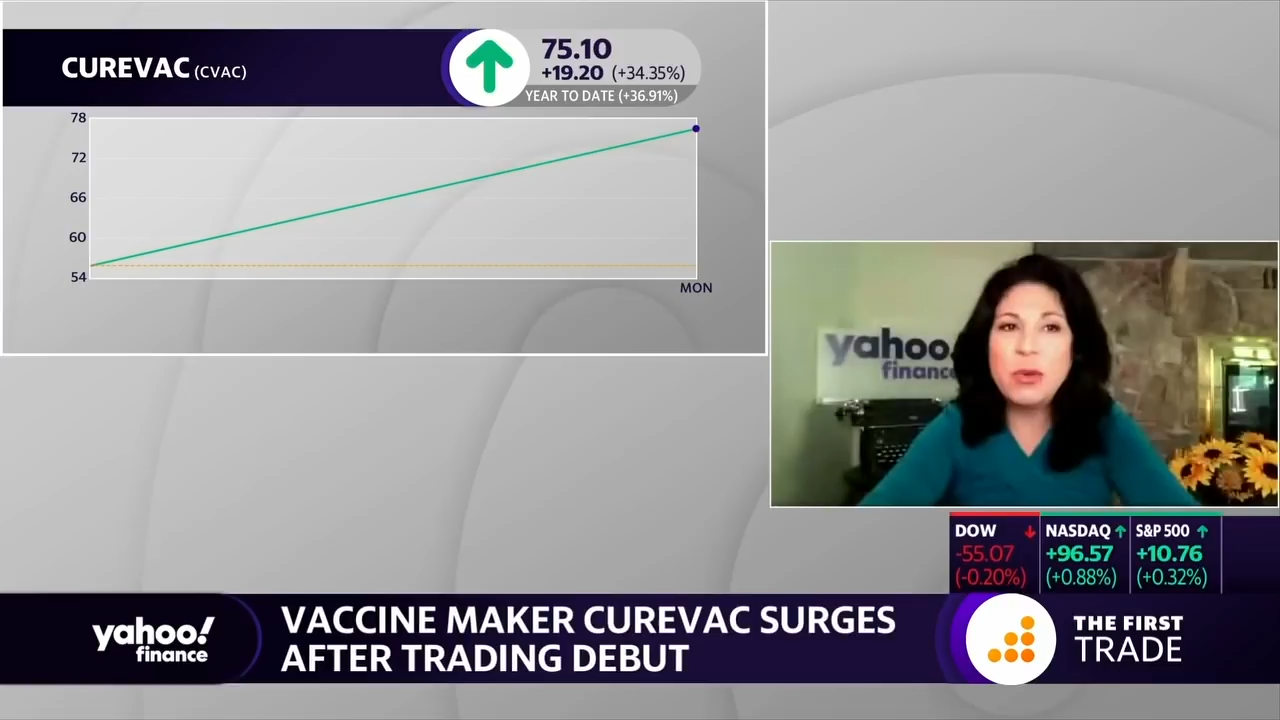 CUREVAC (CVAC)
75.10
+19.20 (+34.35%)
YEAR TO DATE (+36.91%)
78
72
66
60
54
MON
yahoo!
finance
DOW
-55.07
(-0.20%)
NASDAQ
+96.57
(+0.88%)
S&P 500
+10.76
(+0.32%)
yahoo!
finance
VACCINE MAKER CUREVAC SURGES
AFTER TRADING DEBUT
THE FIRST
TRADE